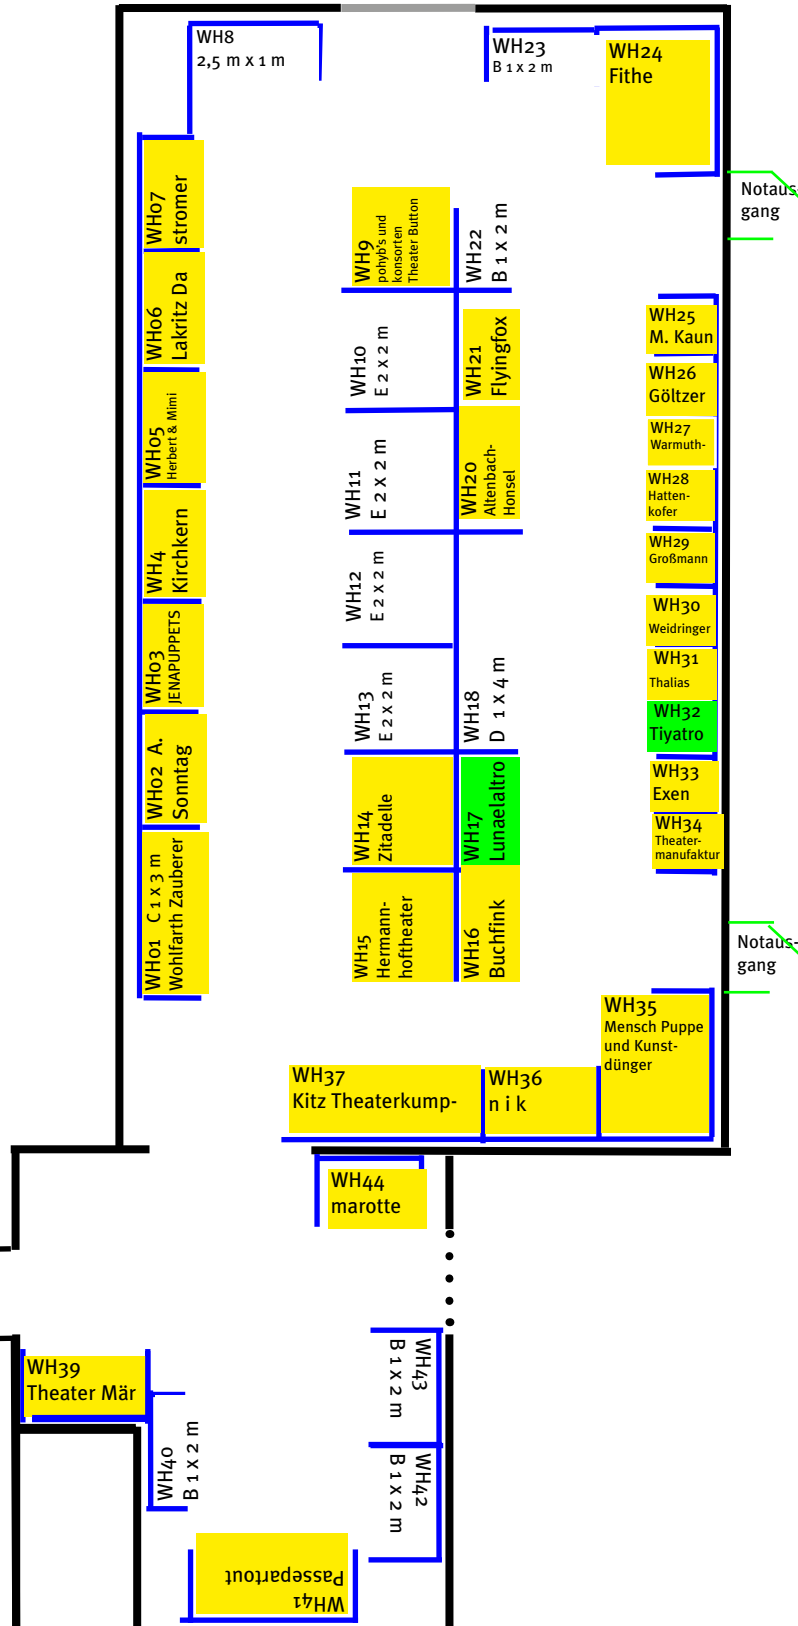 WH8
2,5 m x 1 m
WH23
B 1 x 2 m
WH24
Fithe
WH07
stromer
WH06
Lakritz Da
WH05
Herbert & Mimi
WH4
Kirchkern
WH03
JENAPUPPETS
WH02 A.
Sonntag
WH01 C 1 x 3 m
Wohlfarth Zauberer
WH9
pohyb's und
konsorten
Theater Button
WH10
E 2 x 2 m
WH11
E 2 x 2 m
WH12
E 2 x 2 m
WH13
E 2 x 2 m
WH14
Zitadelle
WH15
Hermann-
hoftheater
WH22
B 1 x 2 m
WH21
Flyingfox
WH20
Altenbach-
Honsel
WH18
D 1 x 4 m
WH17
Lunaelaltro
WH16
Buchfink
Notaus-
gang
WH25
M. Kaun
WH26
Göltzer
WH27
Warmuth-
WH28
Hatten-
kofer
WH29
Großmann
WH30
Weidringer
WH31
Thalias
WH32
Tiyatro
WH33
Exen
WH34
Theater-
manufaktur
Notaus-
gang
WH35
Mensch Puppe
und Kunst-
dünger
WH36
n i k
WH37
Kitz Theaterkump-
WH44
marotte
WH43
B 1 x 2 m
WH42
B 1 x 2 m
WH39
Theater Mär
WH40
B 1 x 2 m
WH41
Passepartout